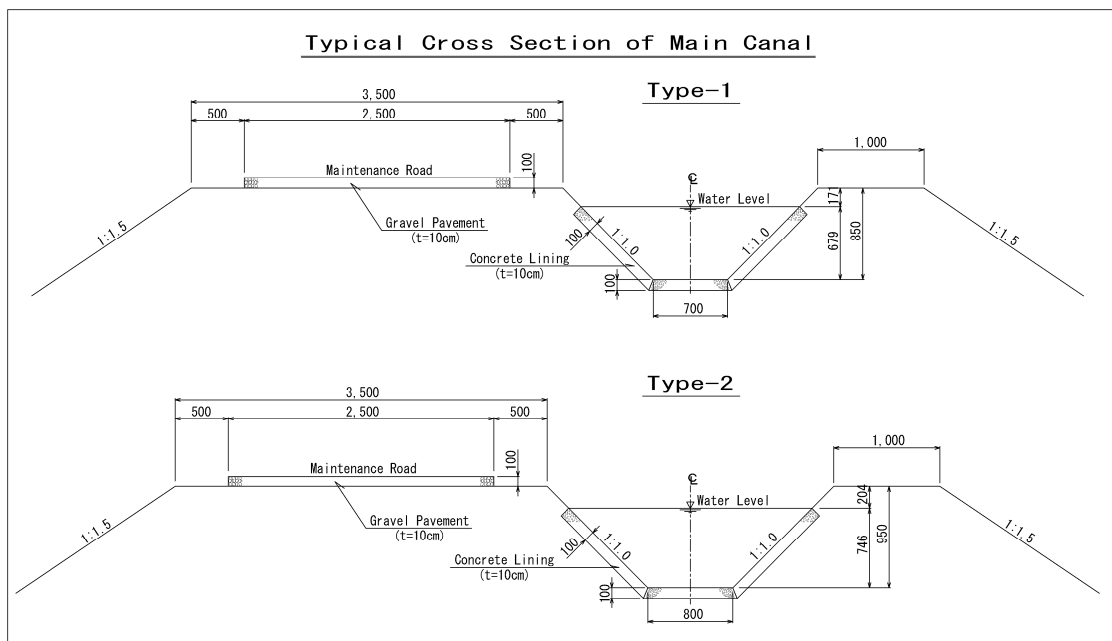 Typical Cross Section of Main Canal
Type-1
3,500
500
2,500
500
100
1,000
Maintenance Road
℄
Water Level
171
Gravel Pavement
(t=10cm)
1:1.5
100
1:1.0
1:1.0
679
850
1:1.5
Concrete Lining
(t=10cm)
100
700
Type-2
3,500
500
2,500
500
100
1,000
Maintenance Road
℄
Water Level
204
Gravel Pavement
(t=10cm)
1:1.5
100
1:1.0
1:1.0
746
950
1:1.5
Concrete Lining
(t=10cm)
100
800